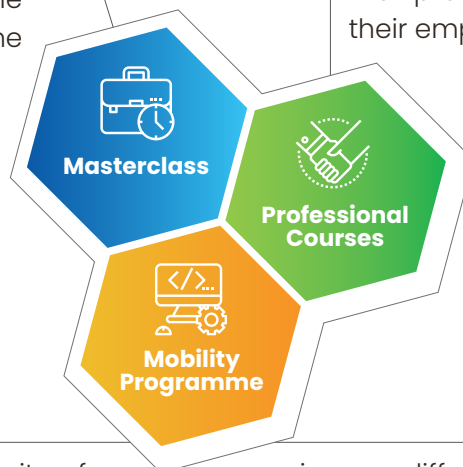 their emp
Masterclass
Professional
Courses
</>
Mobility
Programme